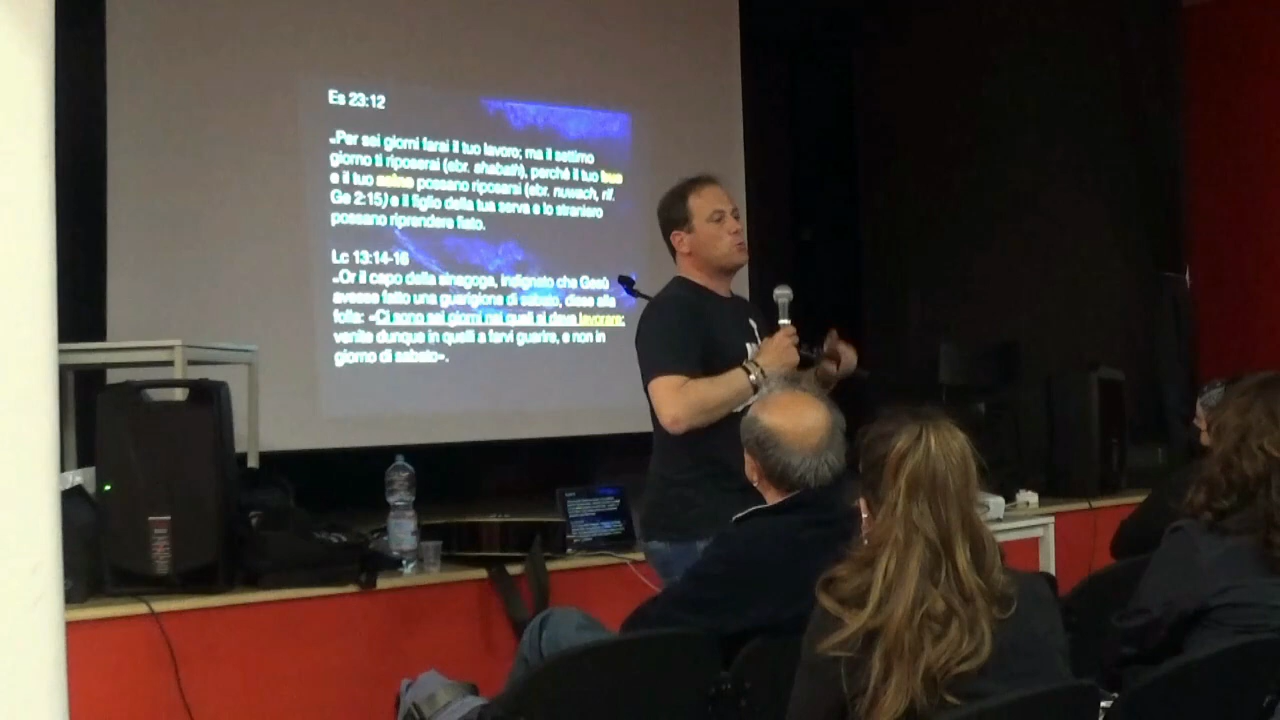 Es 23:12
„Per sei giorni farai il tuo lavoro; ma il settimo
giorno ti riposerai (ebr. shabath), perché il tuo bue
e il tuo asino possano riposarsi (ebr. nuwach, rif.
Ge 2:15) e il figlio della tua serva e lo straniero
possano riprendere fiato.
Lc 13:14-16
„Or il capo della sinagoga, indignato che Gesù
avesse fatto una guarigione di sabato, disse alla
folla: «Ci sono sei giorni nei quali si deve lavorare;
venite dunque in quelli a farvi guarire, e non in
giorno di sabato».